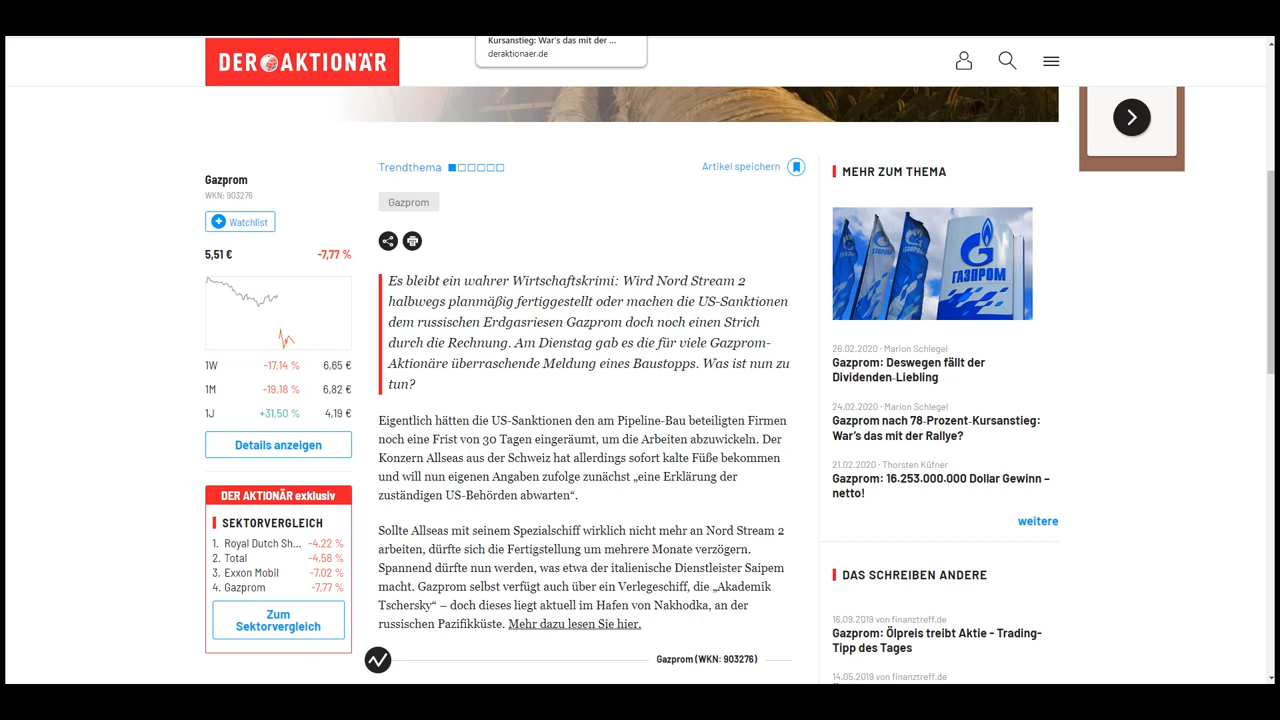 Kursanstieg: War's das mit der ...
deraktionaer.de
DER AKTIONÄR
Gazprom
WKN: 903276
Watchlist
5,51 € -7,77 %
1W -17,14 % 6,65 €
1M -19,18 % 6,82 €
1J +31,50 % 4,19 €
Details anzeigen
DER AKTIONÄR exklusiv
SEKTORVERGLEICH
1. Royal Dutch Sh... -4.22 %
2. Total -4,58 %
3. Exxon Mobil -7,02 %
4. Gazprom -7,77 %
Zum
Sektorvergleich
Trendthema
Artikel speichern
Gazprom
Es bleibt ein wahrer Wirtschaftskrimi: Wird Nord Stream 2
halbwegs planmäßig fertiggestellt oder machen die US-Sanktionen
dem russischen Erdgasriesen Gazprom doch noch einen Strich
durch die Rechnung. Am Dienstag gab es die für viele Gazprom-
Aktionäre überraschende Meldung eines Baustopps. Was ist nun zu
tun?
Eigentlich hätten die US-Sanktionen den am Pipeline-Bau beteiligten Firmen
noch eine Frist von 30 Tagen eingeräumt, um die Arbeiten abzuwickeln. Der
Konzern Allseas aus der Schweiz hat allerdings sofort kalte Füße bekommen
und will nun eigenen Angaben zufolge zunächst „eine Erklärung der
zuständigen US-Behörden abwarten“.
Sollte Allseas mit seinem Spezialschiff wirklich nicht mehr an Nord Stream 2
arbeiten, dürfte sich die Fertigstellung um mehrere Monate verzögern.
Spannend dürfte nun werden, was etwa der italienische Dienstleister Saipem
macht. Gazprom selbst verfügt auch über ein Verlegeschiff, die „Akademik
Tschersky“ – doch dieses liegt aktuell im Hafen von Nakhodka, an der
russischen Pazifikküste. Mehr dazu lesen Sie hier.
Gazprom (WKN: 903276)
MEHR ZUM THEMA
ГАЗПРОМ
26.02.2020 · Marion Schlegel
Gazprom: Deswegen fällt der
Dividenden-Liebling
24.02.2020 · Marion Schlegel
Gazprom nach 78-Prozent-Kursanstieg:
War's das mit der Rallye?
21.02.2020 · Thorsten Küfner
Gazprom: 16.253.000.000 Dollar Gewinn –
netto!
weitere
DAS SCHREIBEN ANDERE
16.09.2019 von finanztreff.de
Gazprom: Ölpreis treibt Aktie - Trading-
Tipp des Tages
14.05.2019 von finanztreff.de